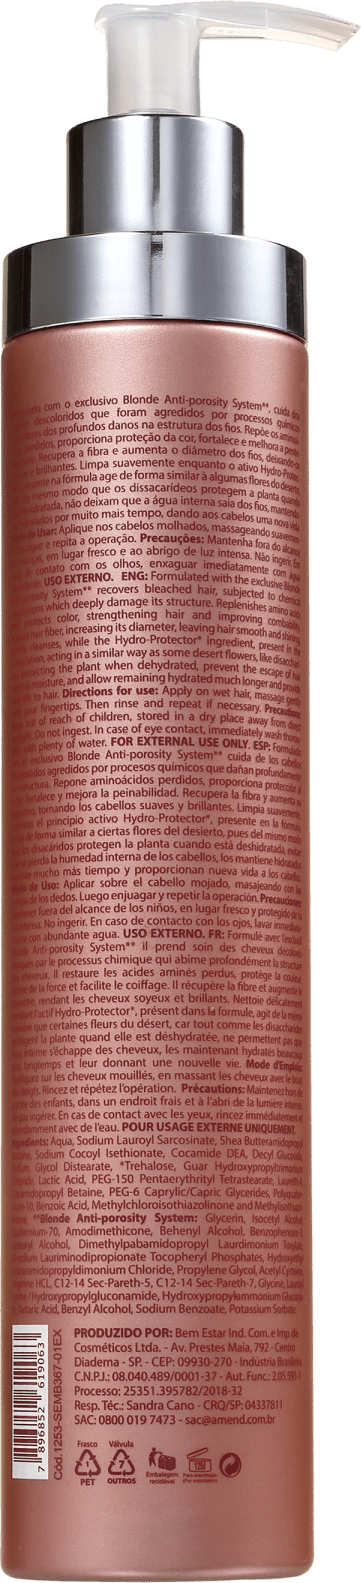 com o exclusivo Blonde Anti-porosity System**, cuida dos
descoloridos que foram agredidos por processos químicos
dos profundos danos na estrutura dos fios. Repõe os aminoá-
proporciona proteção da cor, fortalece e melhora a pente-
Recupera a fibra e aumenta o diâmetro dos fios, deixando-os
e brilhantes. Limpa suavemente enquanto o ativo Hydro-Protec-
na fórmula age de forma similar à algumas flores do deserto,
mesmo modo que os dissacarídeos protegem a planta quando
não deixam que a água interna saia dos fios, mantendo
por muito mais tempo, dando aos cabelos uma nova vida.
de Usar: Aplique nos cabelos molhados, massageando suavemente
e repita a operação. Precauções: Mantenha fora do alcance
em lugar fresco e ao abrigo de luz intensa. Não ingerir. Em
contato com os olhos, enxaguar imediatamente com água
USO EXTERNO. ENG: Formulated with the exclusive Blonde
System** recovers bleached hair, subjected to chemical
which deeply damage its structure. Replenishes amino acids
color, strengthening hair and improving combability.
hair fiber, increasing its diameter, leaving hair smooth and shining.
cleanses, while the Hydro-Protector* ingredient, present in the
acting in a similar way as some desert flowers, like disaccha-
the plant when dehydrated, prevent the escape of
moisture, and allow remaining hydrated much longer and provide
to hair. Directions for use: Apply on wet hair, massage gently
fingertips. Then rinse and repeat if necessary. Precautions:
of reach of children, stored in a dry place away from direct
Do not ingest. In case of eye contact, immediately wash thorou-
with plenty of water. FOR EXTERNAL USE ONLY. ESP: Formulado
exclusivo Blonde Anti-porosity System** cuida de los cabellos
agredidos por procesos químicos que dañan profundamente
Repone aminoácidos perdidos, proporciona protección al
fortalece y mejora la peinabilidad. Recupera la fibra y aumenta su
tornando los cabellos suaves y brillantes. Limpia suavemente,
el principio activo Hydro-Protector*, presente en la fórmula,
de forma similar a ciertas flores del desierto, pues del mismo modo
disacáridos protegen la planta cuando está deshidratada, evitan
pierda la humedad interna de los cabellos, los mantiene hidratados
mucho más tiempo y proporcionan nueva vida a los cabellos.
de Uso: Aplicar sobre el cabello mojado, masajeando con las
de los dedos. Luego enjuagar y repetir la operación. Precauciones:
fuera del alcance de los niños, en lugar fresco y protegido de la
intensa. No ingerir. En caso de contacto con los ojos, lavar inmediata-
con abundante agua. USO EXTERNO. FR: Formulé avec l'exclusif
Anti-porosity System** il prend soin des cheveux décolorés
par le processus chimique qui abîme profondément la structure
cheveux. Il restaure les acides aminés perdus, protège la couleur,
de la force et facilite le coiffage. Il récupère la fibre et augmente
rendant les cheveux soyeux et brillants. Nettoie délicatement
l'actif Hydro-Protector*, présent dans la formule, agit de la même
que certaines fleurs du désert, car tout comme les disaccharides
la plante quand elle est déshydratée, ne permettent pas que
interne s'échappe des cheveux, les maintenant hydratés beaucoup
longtemps et leur donnant une nouvelle vie. Mode d'Emploi:
sur les cheveux mouillés, en massant les cheveux avec le bout
doigts. Rincez et répétez l'opération. Précautions: Maintenez hors de
des enfants, dans un endroit frais et à l'abri de la lumière intense.
pas ingérer. En cas de contact avec les yeux, rincez immédiatement et
avec de l'eau. POUR USAGE EXTERNE UNIQUEMENT.
Ingredients: Aqua, Sodium Lauroyl Sarcosinate, Shea Butteramidopropyl
Sodium Cocoyl Isethionate, Cocamide DEA, Decyl Glucoside,
Glycol Distearate, *Trehalose, Guar Hydroxypropyltrimonium
Lactic Acid, PEG-150 Pentaerythrityl Tetrastearate, Laureth-4,
Betaine, PEG-6 Caprylic/Capric Glycerides, Polyquater-
Benzoic Acid, Methylchloroisothiazolinone and Methylisothiazo-
**Blonde Anti-porosity System: Glycerin, Isocetyl Alcohol,
Amodimethicone, Behenyl Alcohol, Benzophenone-
Alcohol, Dimethylpabamidopropyl Laurdimonium Tosylate,
Lauriminodipropionate Tocopheryl Phosphates, Hydroxyethyl
Chloride, Propylene Glycol, Acetyl Cysteine,
HCL, C12-14 Sec-Pareth-5, C12-14 Sec-Pareth-7, Glycine, Lauryl
Tartaric Acid, Benzyl Alcohol, Sodium Benzoate, Potassium Sorbate.
PRODUZIDO POR: Bem Estar Ind. Com. e Imp. de
Cosméticos Ltda. - Av. Prestes Maia, 792 - Centro
Diadema - SP. - CEP: 09930-270 - Indústria Brasileira
C.N.P.J.: 08.040.489/0001-37 - Aut. Func.: 2.05.591-1
Processo: 25351.395782/2018-32
Resp. Téc.: Sandra Cano - CRQ/SP: 04337811
SAC: 0800 019 7473 - sac@amend.com.br
7 896852 619063
Cód.1253-SEMB367-01EX
Frasco Válvula
1 7 12M
PET OUTROS
Embalagem
reciclável